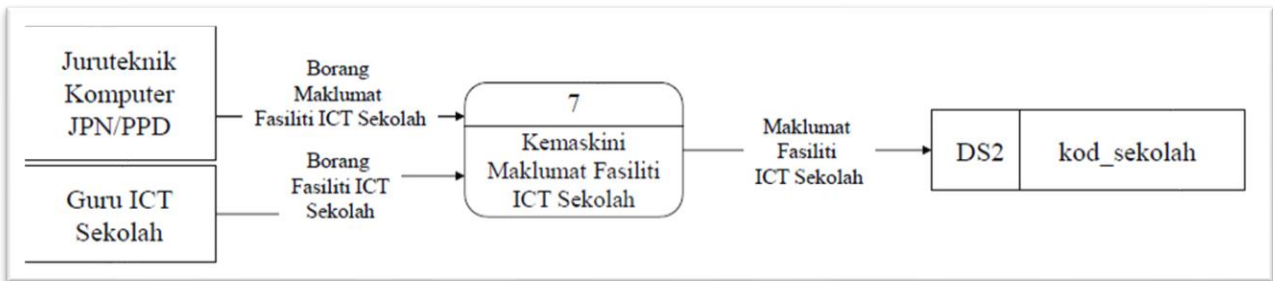 Juruteknik
Komputer
JPN/PPD
Guru ICT
Sekolah
Borang
Maklumat
Fasiliti ICT Sekolah
Borang
Fasiliti ICT
Sekolah
7
Kemaskini
Maklumat Fasiliti
ICT Sekolah
Maklumat
Fasiliti
ICT Sekolah
DS2
kod_sekolah